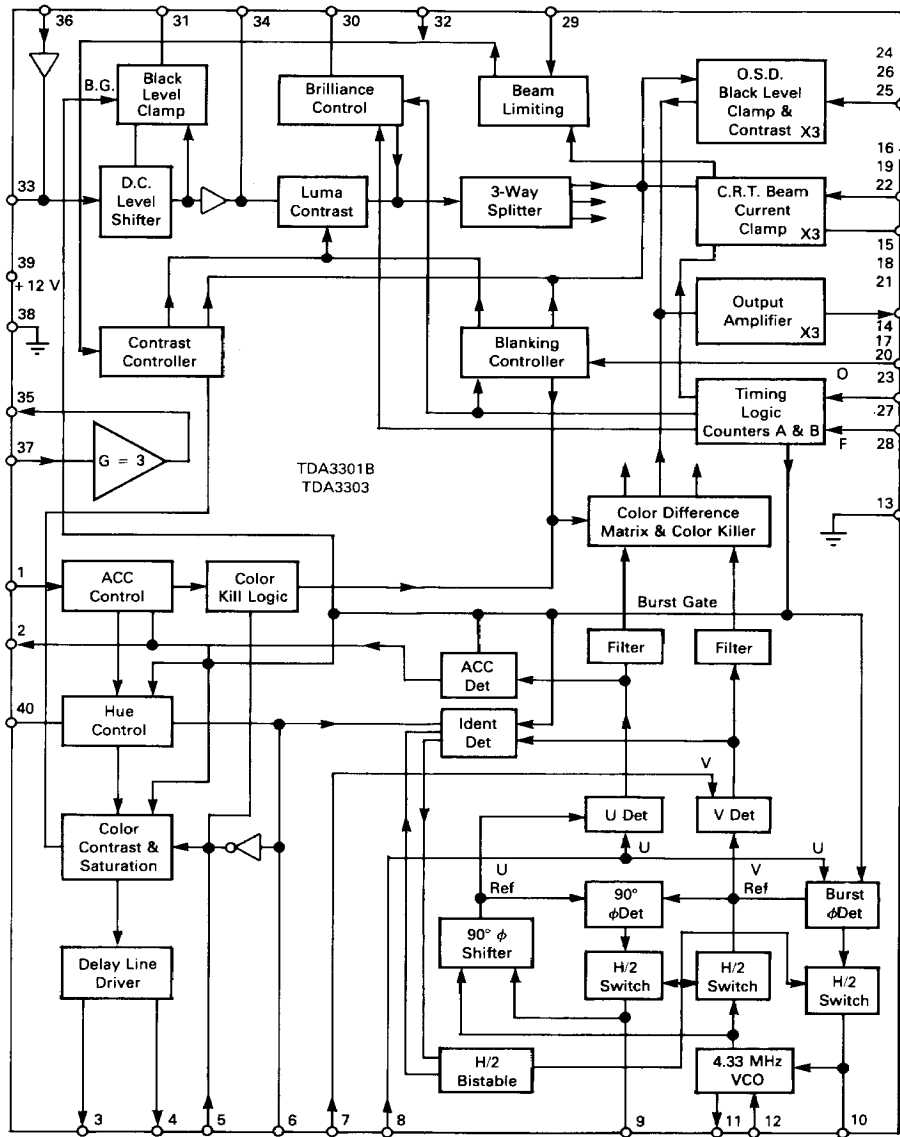 36
31
34
30
32
29
24
26
25
B.G.
Black
Level
Clamp
Brilliance
Control
Beam
Limiting
O.S.D.
Black Level
Clamp &
Contrast
X3
16
19
22
33
D.C.
Level
Shifter
Luma
Contrast
3-Way
Splitter
C.R.T. Beam
Current
Clamp
X3
15
18
21
39
+ 12 V
38
Contrast
Controller
Blanking
Controller
Output
Amplifier
X3
14
17
20
35
37
G = 3
TDA3301B
TDA3303
Timing
Logic
Counters A & B
O
23
27
F
28
Color Difference
Matrix & Color Killer
13
1
ACC
Control
Color
Kill Logic
Burst Gate
2
ACC
Det
Filter
Filter
40
Hue
Control
Ident
Det
V
Color
Contrast &
Saturation
U Det
V Det
U
Ref
U
V
Ref
U
90°
ϕDet
Burst
ϕDet
90° ϕ
Shifter
Delay Line
Driver
H/2
Switch
H/2
Switch
H/2
Switch
H/2
Bistable
4.33 MHz
VCO
3
4
5
6
7
8
9
11
12
10